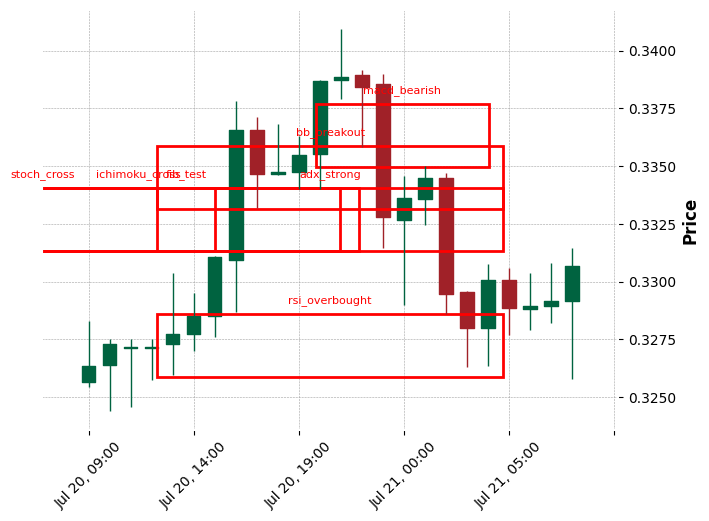 0.3400
macd_bearish
0.3375
bb_breakout
0.3350
stoch_cross
ichimoku_cross
fib_test
adx_strong
0.3325
Price
0.3300
rsi_overbought
0.3275
0.3250
Jul 20, 09:00
Jul 20, 14:00
Jul 20, 19:00
Jul 21, 00:00
Jul 21, 05:00